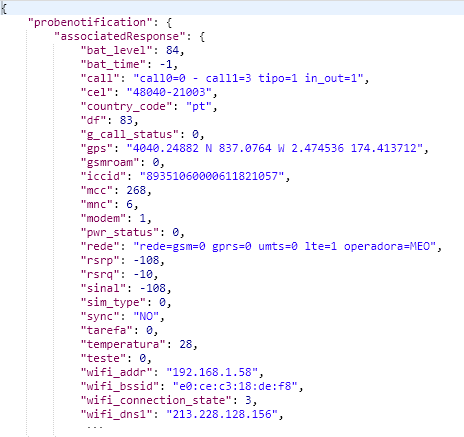 {
"probenotification": {
"associatedResponse": {
"bat_level": 84,
"bat_time": -1,
"call": "call0=0 - call1=3 tipo=1 in_out=1",
"cel": "48040-21003",
"country_code": "pt",
"df": 83,
"g_call_status": 0,
"gps": "4040.24882 N 837.0764 W 2.474536 174.413712",
"gsmroam": 0,
"iccid": "89351060000611821057",
"mcc": 268,
"mnc": 6,
"modem": 1,
"pwr_status": 0,
"rede": "rede=gsm=0 gprs=0 umts=0 lte=1 operadora=MEO",
"rsrp": -108,
"rsrq": -10,
"sinal": -108,
"sim_type": 0,
"sync": "NO",
"tarefa": 0,
"temperatura": 28,
"teste": 0,
"wifi_addr": "192.168.1.58",
"wifi_bssid": "e0:ce:c3:18:de:f8",
"wifi_connection_state": 3,
"wifi_dns1": "213.228.128.156",
...